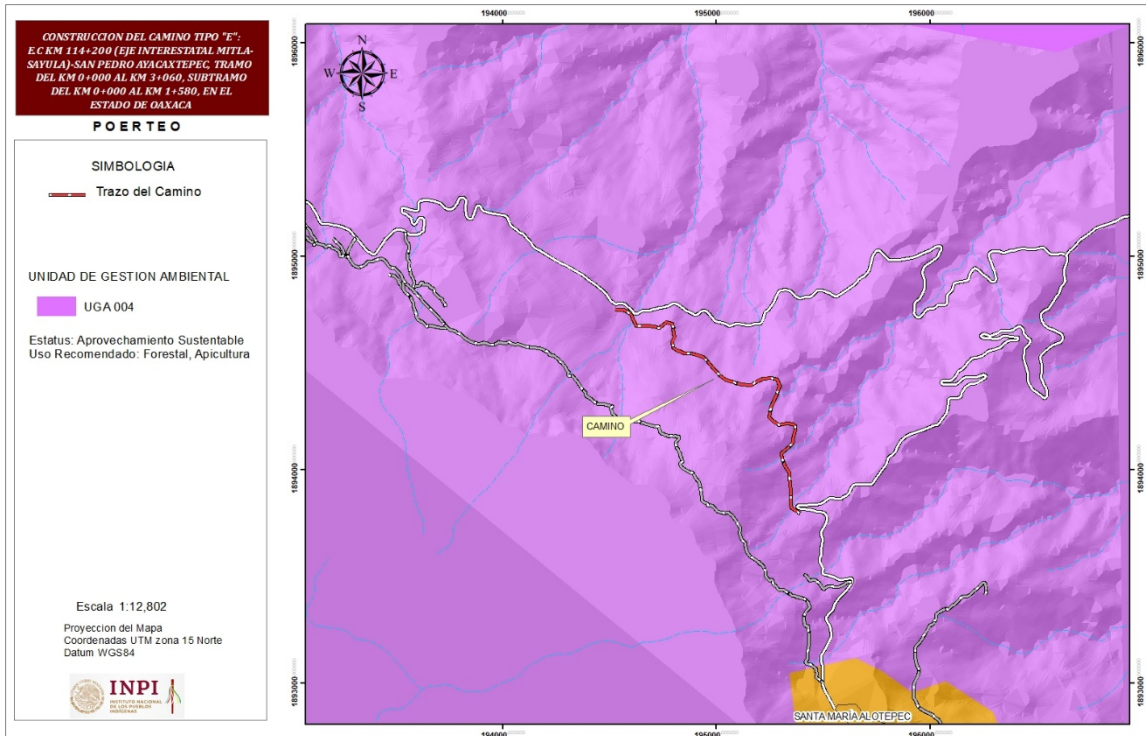 CONSTRUCCION DEL CAMINO TIPO "E":
E.C KM 114+200 (EJE INTERESTATAL MITLA-
SAYULA)-SAN PEDRO AYACAXTEPEC, TRAMO
DEL KM 0+000 AL KM 3+060, SUBTRAMO
DEL KM 0+000 AL KM 1+580, EN EL
ESTADO DE OAXACA
POERTEO
SIMBOLOGIA
Trazo del Camino
UNIDAD DE GESTION AMBIENTAL
UGA 004
Estatus: Aprovechamiento Sustentable
Uso Recomendado: Forestal, Apicultura
Escala 1:12,802
Proyeccion del Mapa
Coordenadas UTM zona 15 Norte
Datum WGS84
INPI
INSTITUTO NACIONAL
DE LOS PUEBLOS
INDÍGENAS
194000
195000
196000
1896000
1896000
N
W
E
S
1895000
1895000
CAMINO
1894000
1894000
1893000
1893000
SANTA MARÍA ALOTEPEC
194000
195000
196000